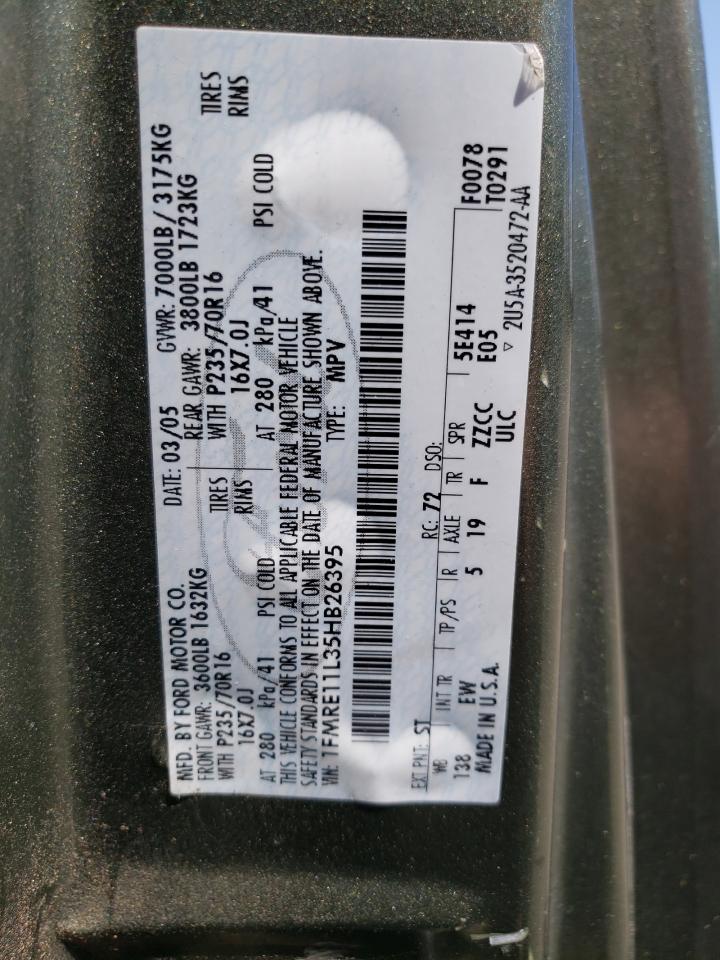 MFD. BY FORD MOTOR CO. DATE: 03/05 GVWR: 7000LB / 3175KG
FRONT GAWR: 3600LB 1632KG REAR GAWR: 3800LB 1723KG
WITH P235/70R16 TIRES WITH P235/70R16 TIRES
16X7.0J RIMS 16X7.0J RIMS
AT 280 kPa/41 PSI COLD AT 280 kPa/41 PSI COLD
THIS VEHICLE CONFORMS TO ALL APPLICABLE FEDERAL MOTOR VEHICLE
SAFETY STANDARDS IN EFFECT ON THE DATE OF MANUFACTURE SHOWN ABOVE.
VIN: 1FMRE11L35HB26395 TYPE: MPV
EXT PNT: ST RC: 72 DSO: F0078
WB INT TR TP/PS R AXLE TR SPR T0291
138 EW 5 19 F ZZCC 5E414
MADE IN U.S.A. ULC E05
▽ 2U5A-3520472-AA